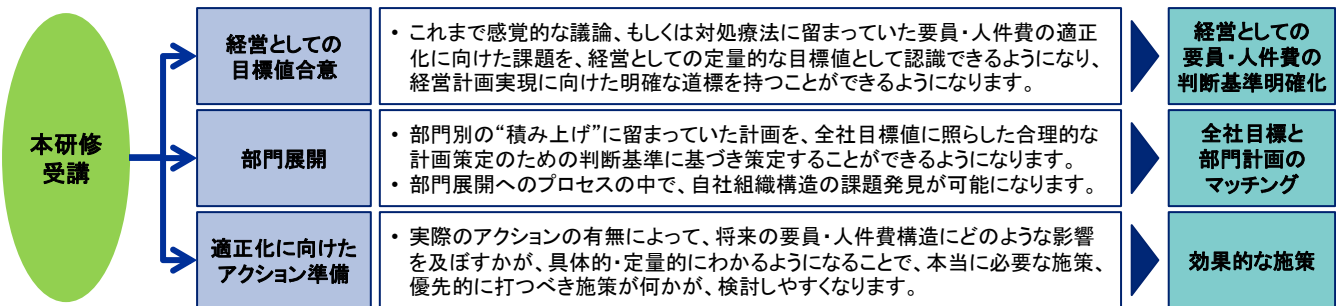 本研修
受講
経営としての
目標値合意
• これまで感覚的な議論、もしくは対処療法に留まっていた要員・人件費の適正
化に向けた課題を、経営としての定量的な目標値として認識できるようになり、
経営計画実現に向けた明確な道標を持つことができるようになります。
経営としての
要員・人件費の
判断基準明確化
部門展開
• 部門別の“積み上げ”に留まっていた計画を、全社目標値に照らした合理的な
計画策定のための判断基準に基づき策定することができるようになります。
• 部門展開へのプロセスの中で、自社組織構造の課題発見が可能になります。
全社目標と
部門計画の
マッチング
適正化に向けた
アクション準備
• 実際のアクションの有無によって、将来の要員・人件費構造にどのような影響
を及ぼすかが、具体的・定量的にわかるようになることで、本当に必要な施策、
優先的に打つべき施策が何かが、検討しやすくなります。
効果的な施策